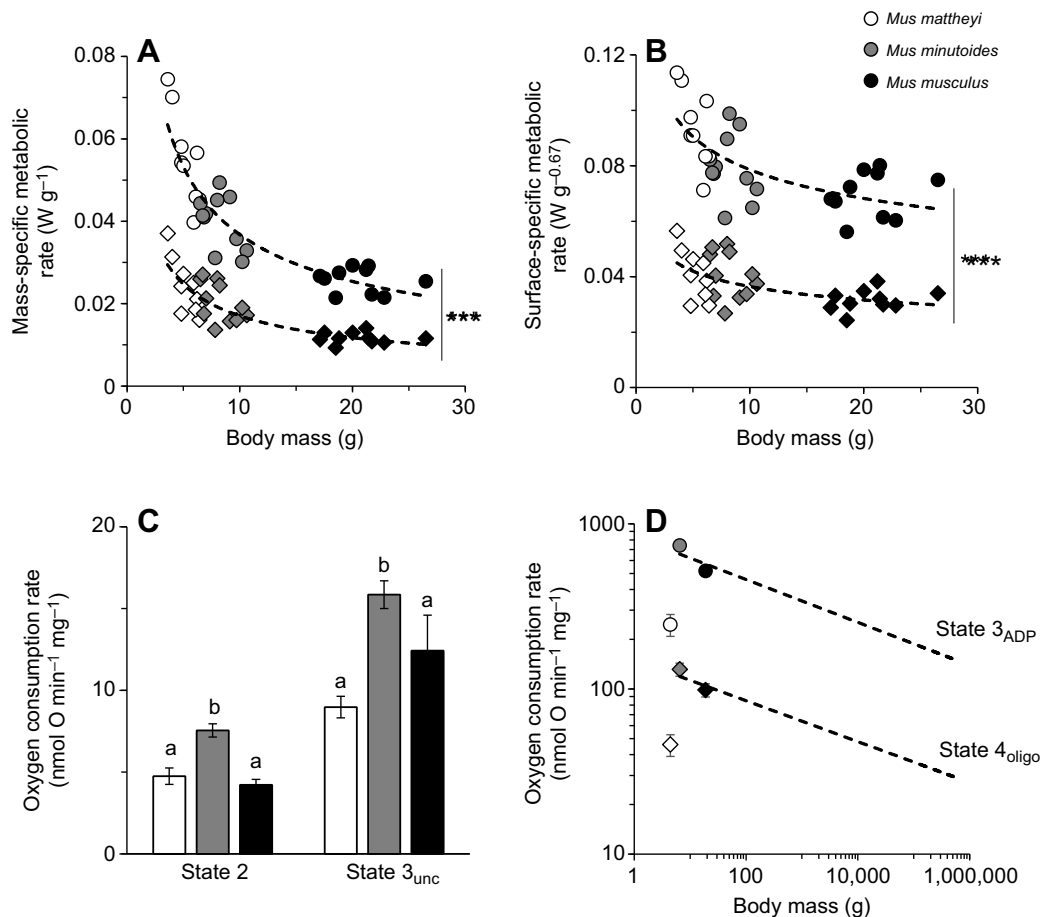 Mus mattheyi
Mus minutoides
Mus musculus
A
Mass-specific metabolic
rate (W g–1)
0.08
0.06
0.04
0.02
0
0
10
20
30
Body mass (g)
***
B
Surface-specific metabolic
rate (W g–0.67)
0.12
0.08
0.04
0
0
10
20
30
Body mass (g)
****
C
Oxygen consumption rate
(nmol O min–1 mg–1)
20
10
0
a
b
a
a
b
a
State 2
State 3unc
D
Oxygen consumption rate
(nmol O min–1 mg–1)
1000
100
10
1
100
10,000
1,000,000
Body mass (g)
State 3ADP
State 4oligo